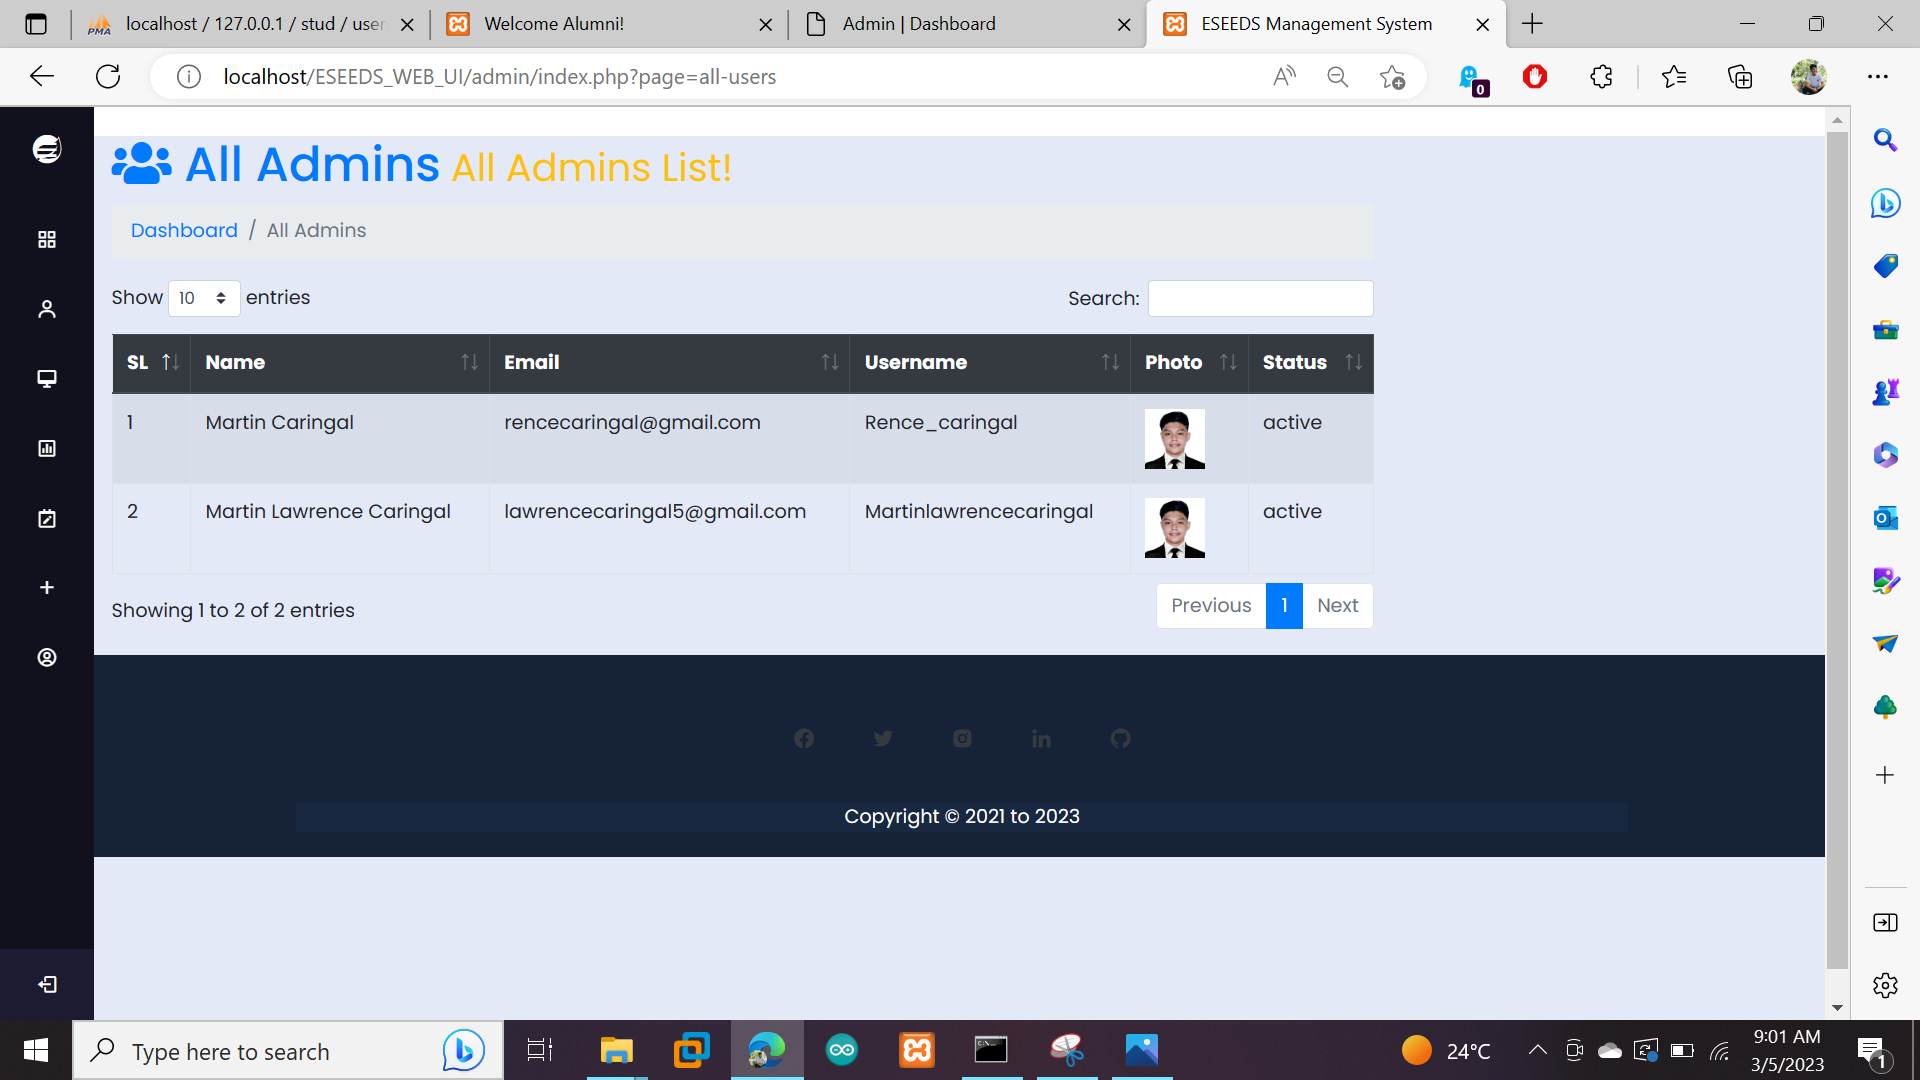 localhost / 127.0.0.1 / stud / user
Welcome Alumni!
Admin | Dashboard
ESEEDS Management System
localhost/ESEEDS_WEB_UI/admin/index.php?page=all-users
0
All Admins All Admins List!
Dashboard / All Admins
Show 10 entries
Search:
SL Name Email Username Photo Status
1 Martin Caringal rencecaringal@gmail.com Rence_caringal active
2 Martin Lawrence Caringal lawrencecaringal5@gmail.com Martinlawrencecaringal active
Showing 1 to 2 of 2 entries
Previous 1 Next
Copyright © 2021 to 2023
Type here to search
24°C
9:01 AM
3/5/2023
1